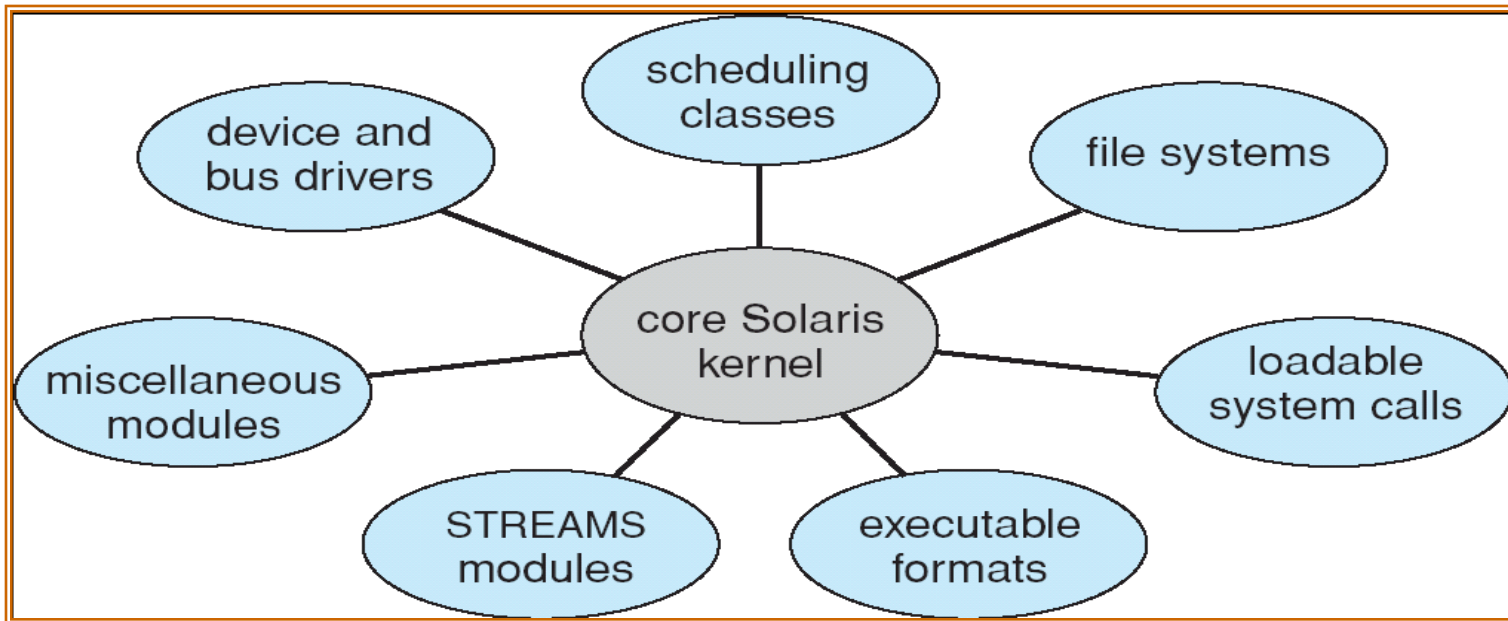 scheduling
classes
device and
bus drivers
file systems
core Solaris
kernel
loadable
system calls
miscellaneous
modules
STREAMS
modules
executable
formats